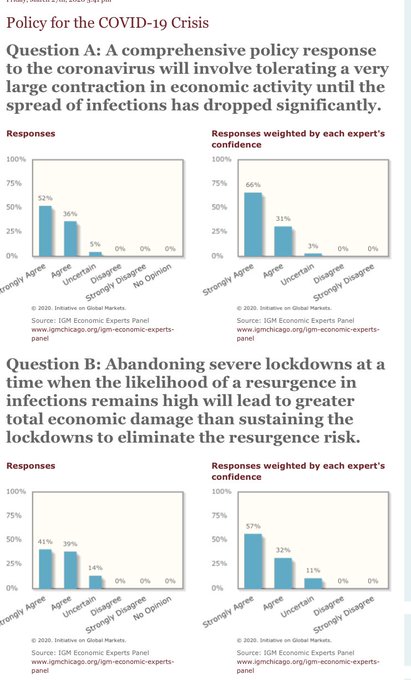 Friday, March 27th, 2020 3:41 pm
Policy for the COVID-19 Crisis
Question A: A comprehensive policy response
to the coronavirus will involve tolerating a very
large contraction in economic activity until the
spread of infections has dropped significantly.
Responses
100%
75%
50%
25%
0%
52%
36%
5%
0%
0%
0%
trongly Agree
Agree
Uncertain
Disagree
Strongly Disagree
No Opinion
© 2020. Initiative on Global Markets.
Source: IGM Economic Experts Panel
www.igmchicago.org/igm-economic-experts-
panel
Responses weighted by each expert's
confidence
100%
75%
50%
25%
0%
66%
31%
3%
0%
0%
Strongly Agree
Agree
Uncertain
Disagree
Strongly Disagree
© 2020. Initiative on Global Markets.
Source: IGM Economic Experts Panel
www.igmchicago.org/igm-economic-experts-
panel
Question B: Abandoning severe lockdowns at a
time when the likelihood of a resurgence in
infections remains high will lead to greater
total economic damage than sustaining the
lockdowns to eliminate the resurgence risk.
Responses
100%
75%
50%
25%
0%
41%
39%
14%
0%
0%
0%
trongly Agree
Agree
Uncertain
Disagree
Strongly Disagree
No Opinion
© 2020. Initiative on Global Markets.
Source: IGM Economic Experts Panel
www.igmchicago.org/igm-economic-experts-
panel
Responses weighted by each expert's
confidence
100%
75%
50%
25%
0%
57%
32%
11%
0%
0%
Strongly Agree
Agree
Uncertain
Disagree
Strongly Disagree
© 2020. Initiative on Global Markets.
Source: IGM Economic Experts Panel
www.igmchicago.org/igm-economic-experts-
panel